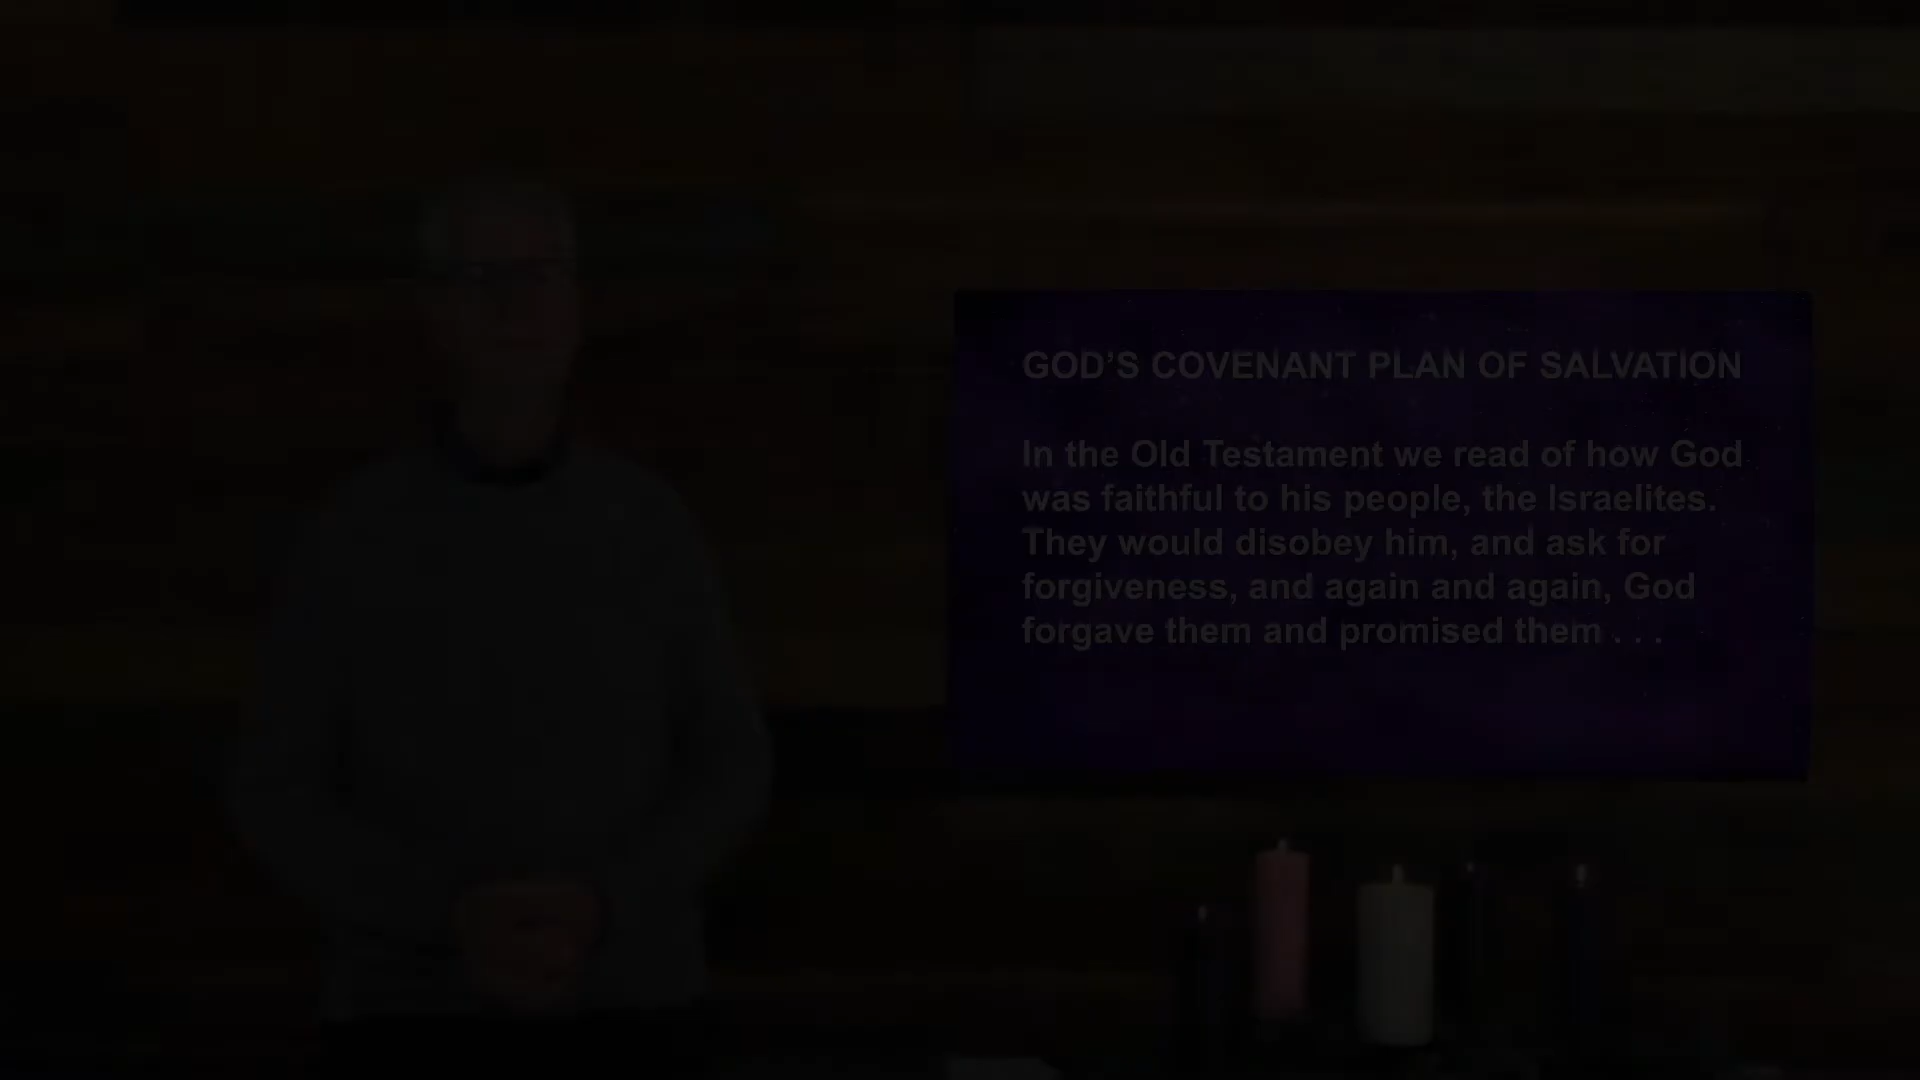 GOD’S COVENANT PLAN OF SALVATION
In the Old Testament we read of how God
was faithful to his people, the Israelites.
They would disobey him, and ask for
forgiveness, and again and again, God
forgave them and promised them . . .